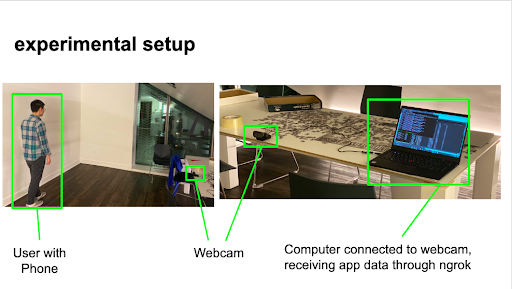 experimental setup
User with
Phone
Webcam
Computer connected to webcam,
receiving app data through ngrok